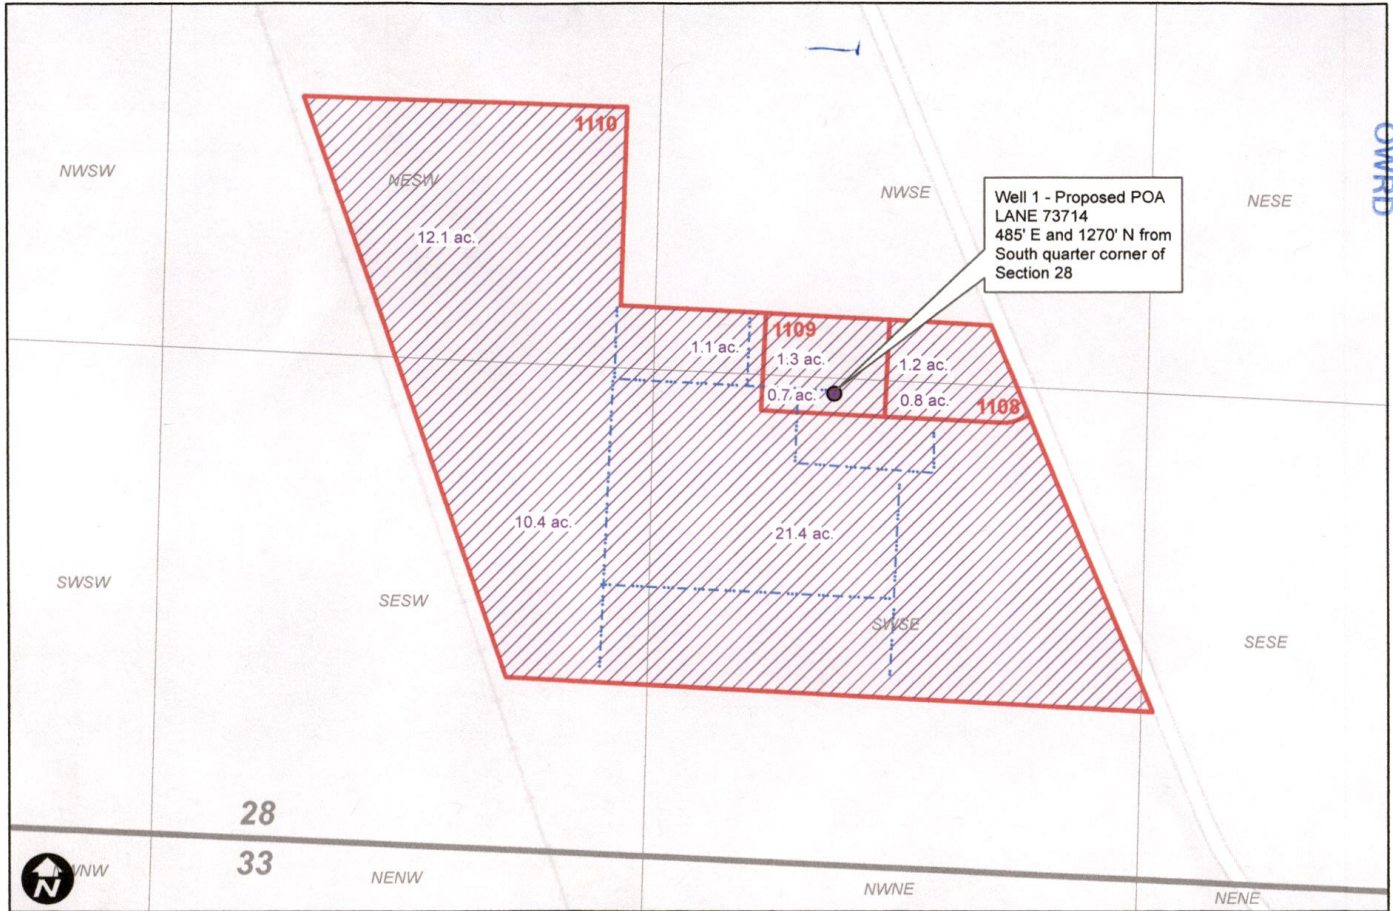 OWRD
1110
NWSW
NESW
NWSE
NESE
Well 1 - Proposed POA
LANE 73714
485' E and 1270' N from
South quarter corner of
Section 28
12.1 ac.
1109
1.1 ac.
1.3 ac.
1.2 ac.
0.7 ac.
0.8 ac.
1108
10.4 ac.
21.4 ac.
SWSW
SESW
SWSE
SESE
28
33
N
NENW
NWNE
NENE